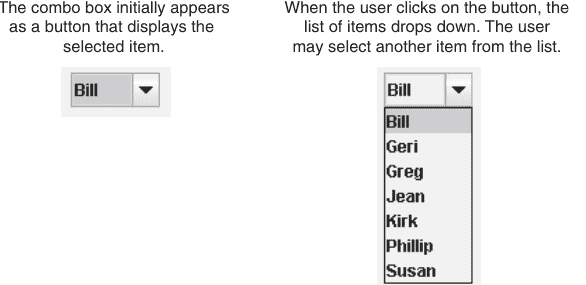 The combo box initially appears
as a button that displays the
selected item.
Bill
When the user clicks on the button, the
list of items drops down. The user
may select another item from the list.
Bill
Bill
Geri
Greg
Jean
Kirk
Phillip
Susan